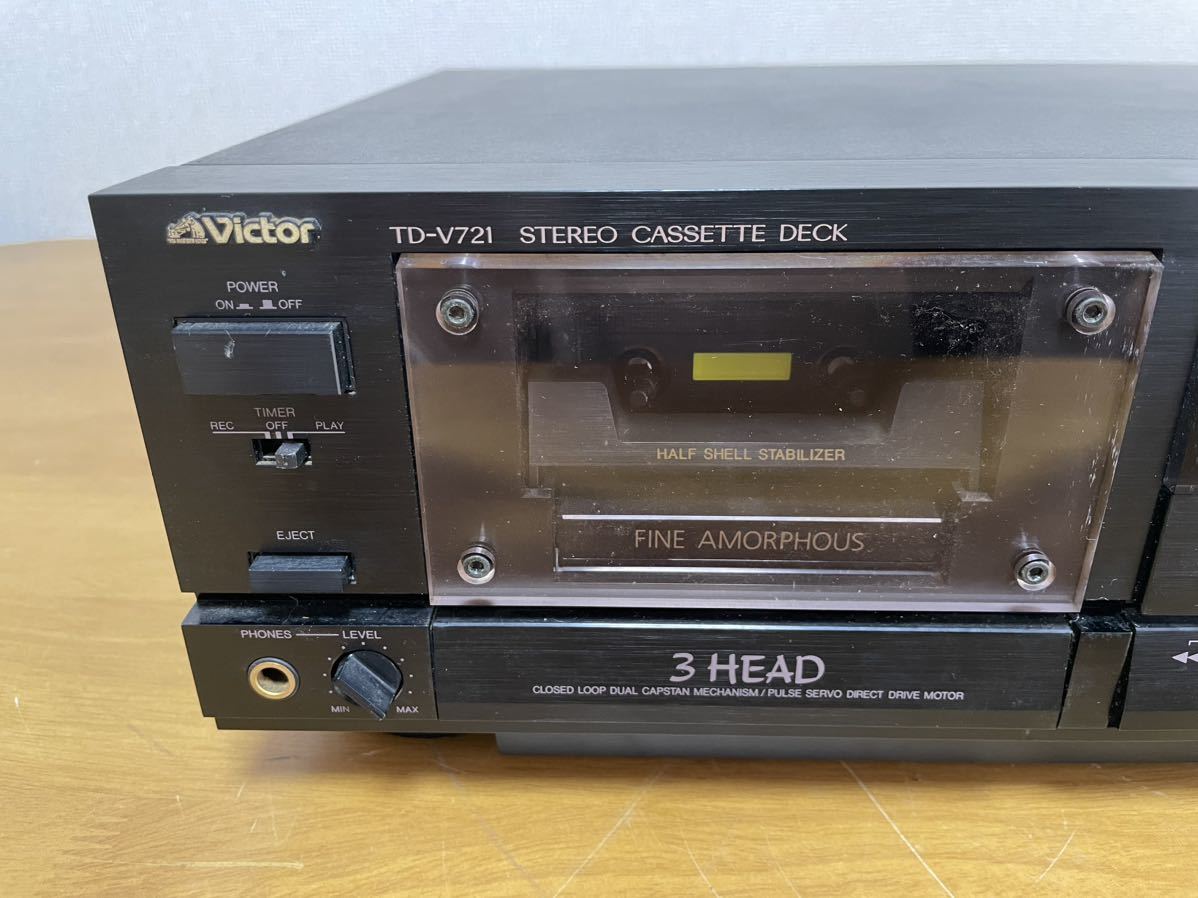 Victor
TD-V721 STEREO CASSETTE DECK
POWER
ON OFF
TIMER
REC OFF PLAY
EJECT
HALF SHELL STABILIZER
FINE AMORPHOUS
PHONES LEVEL
MIN MAX
3 HEAD
CLOSED LOOP DUAL CAPSTAN MECHANISM / PULSE SERVO DIRECT DRIVE MOTOR